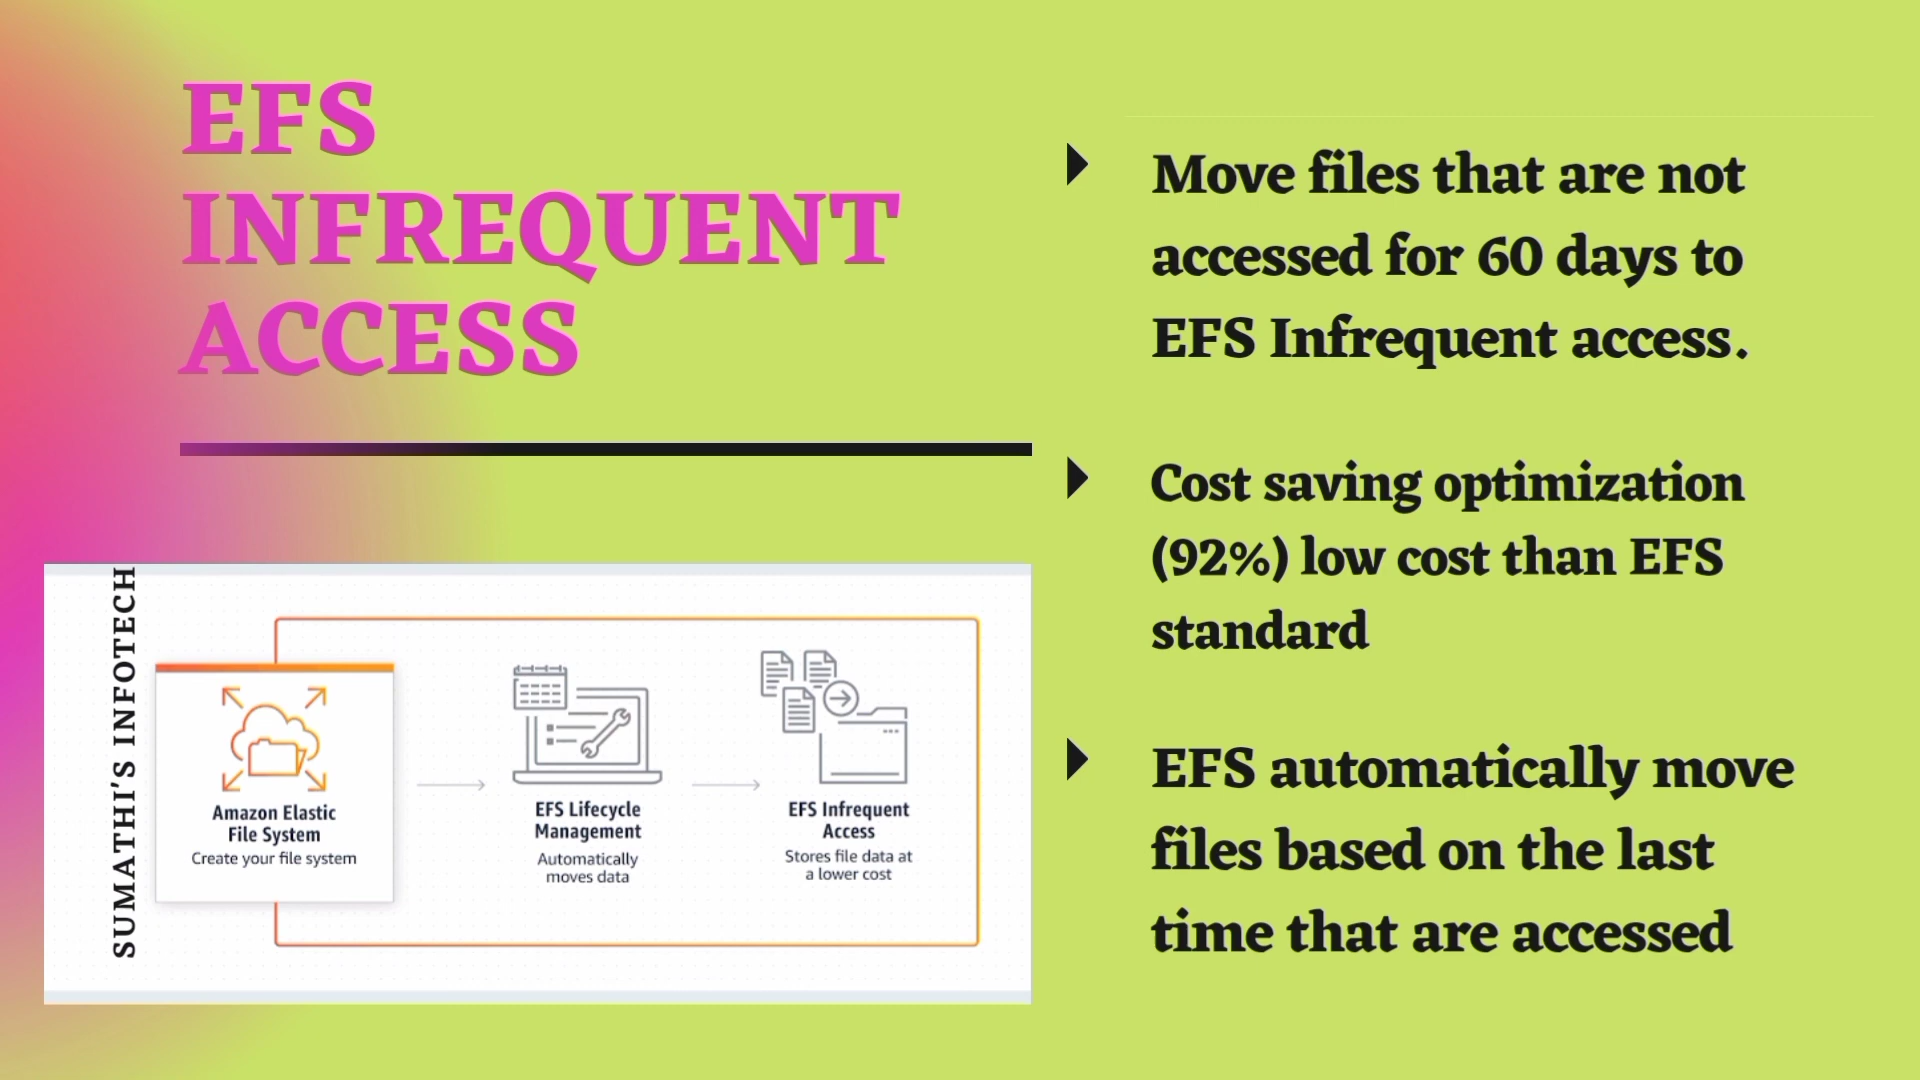 EFS
INFREQUENT
ACCESS
SUMATHI'S INFOTECH
Amazon Elastic
File System
Create your file system
EFS Lifecycle
Management
Automatically
moves data
EFS Infrequent
Access
Stores file data at
a lower cost
Move files that are not
accessed for 60 days to
EFS Infrequent access.
Cost saving optimization
(92%) low cost than EFS
standard
EFS automatically move
files based on the last
time that are accessed